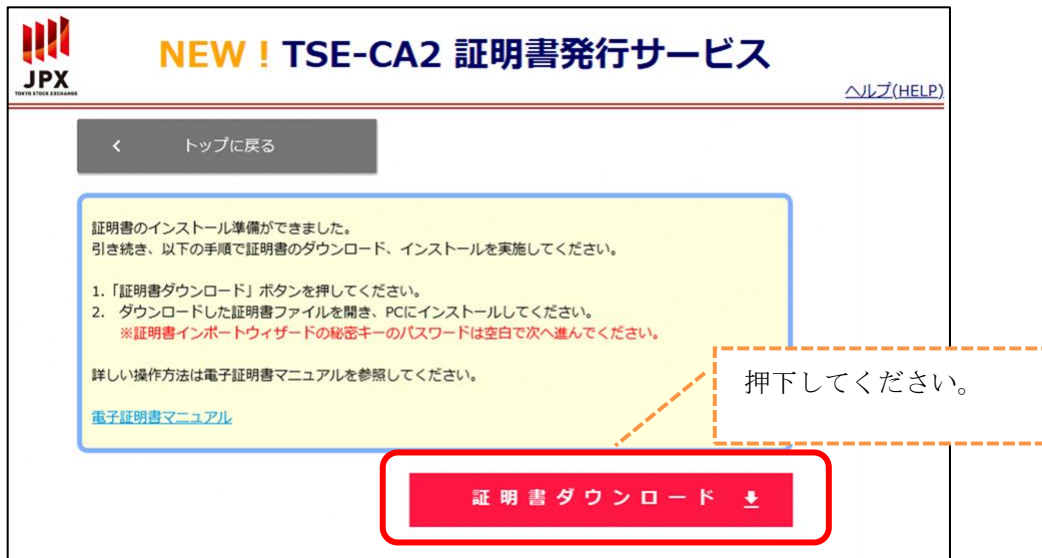 JPX
TOKYO STOCK EXCHANGE
NEW！TSE-CA2 証明書発行サービス
ヘルプ(HELP)
トップに戻る
証明書のインストール準備ができました。
引き続き、以下の手順で証明書のダウンロード、インストールを実施してください。
1.「証明書ダウンロード」ボタンを押してください。
2. ダウンロードした証明書ファイルを開き、PCにインストールしてください。
※証明書インポートウィザードの秘密キーのパスワードは空白で次へ進んでください。
詳しい操作方法は電子証明書マニュアルを参照してください。
電子証明書マニュアル
押下してください。
証明書ダウンロード